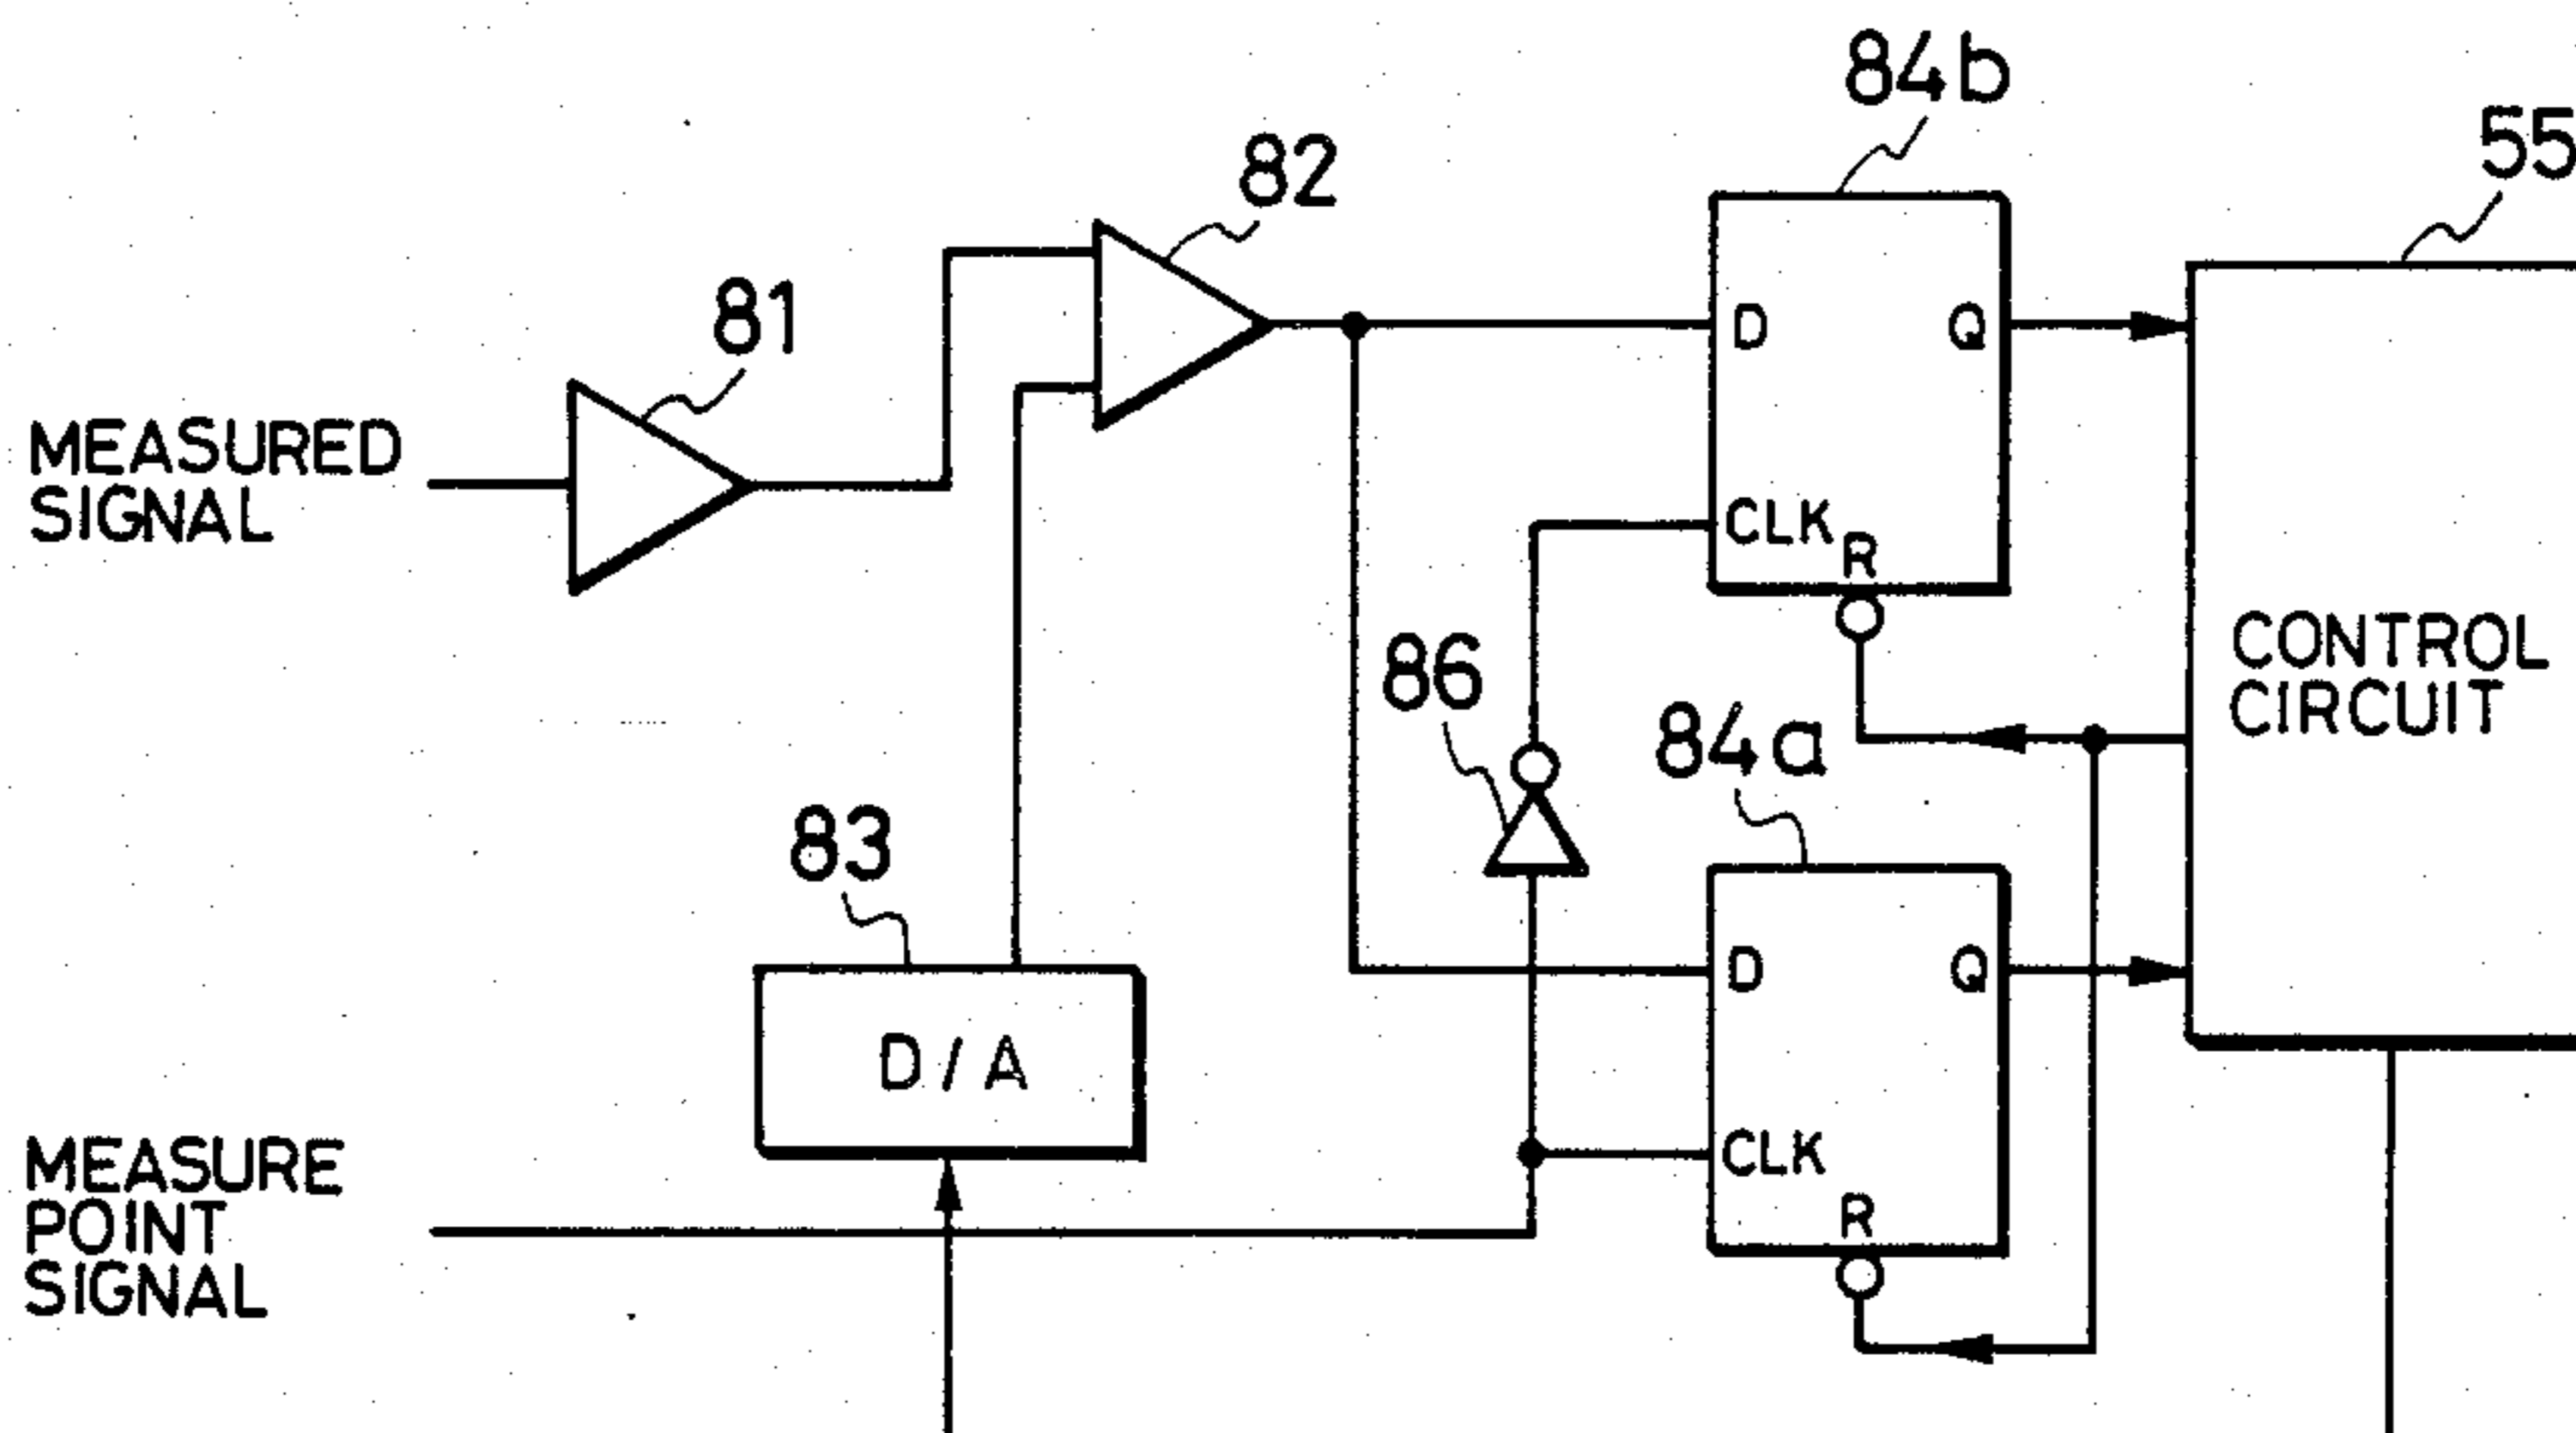 84b
55
82
81
D
Q
MEASURED
SIGNAL
CLK
R
86
CONTROL
CIRCUIT
84a
83
D
Q
D/A
MEASURE
POINT
SIGNAL
CLK
R